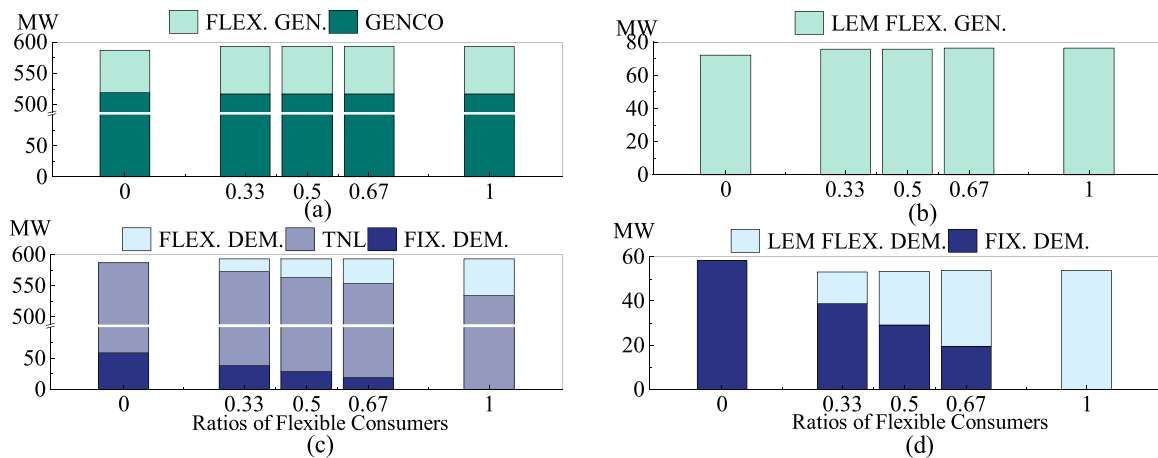 MW
FLEX. GEN.
GENCO
600
550
500
50
0
0
0.33
0.5
0.67
1
(a)
MW
LEM FLEX. GEN.
80
60
40
20
0
0
0.33
0.5
0.67
1
(b)
MW
FLEX. DEM.
TNL
FIX. DEM.
600
550
500
50
0
0
0.33
0.5
0.67
1
Ratios of Flexible Consumers
(c)
MW
LEM FLEX. DEM.
FIX. DEM.
60
40
20
0
0
0.33
0.5
0.67
1
Ratios of Flexible Consumers
(d)